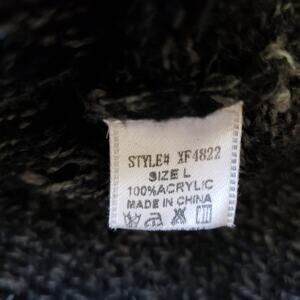 STYLE# XF4822
SIZE L
100%ACRYLIC
MADE IN CHINA